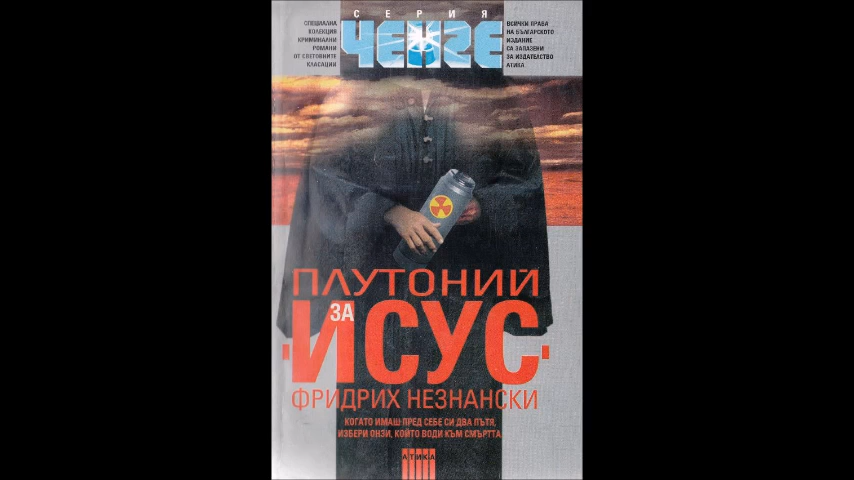 СЕРИЯ
ЧЕНГЕ
СПЕЦИАЛНА
КОЛЕКЦИЯ
КРИМИНАЛНИ
РОМАНИ
ОТ СВЕТОВНИТЕ
КЛАСАЦИИ
ВСИЧКИ ПРАВА
НА БЪЛГАРСКОТО
ИЗДАНИЕ
СА ЗАПАЗЕНИ
ЗА ИЗДАТЕЛСТВО
АТИКА
ПЛУТОНИЙ
ЗА
"ИСУС"
ФРИДРИХ НЕЗНАНСКИ
КОГАТО ИМАШ ПРЕД СЕБЕ СИ ДВА ПЪТЯ,
ИЗБЕРИ ОНЗИ, КОЙТО ВОДИ КЪМ СМЪРТТА
АТИКА